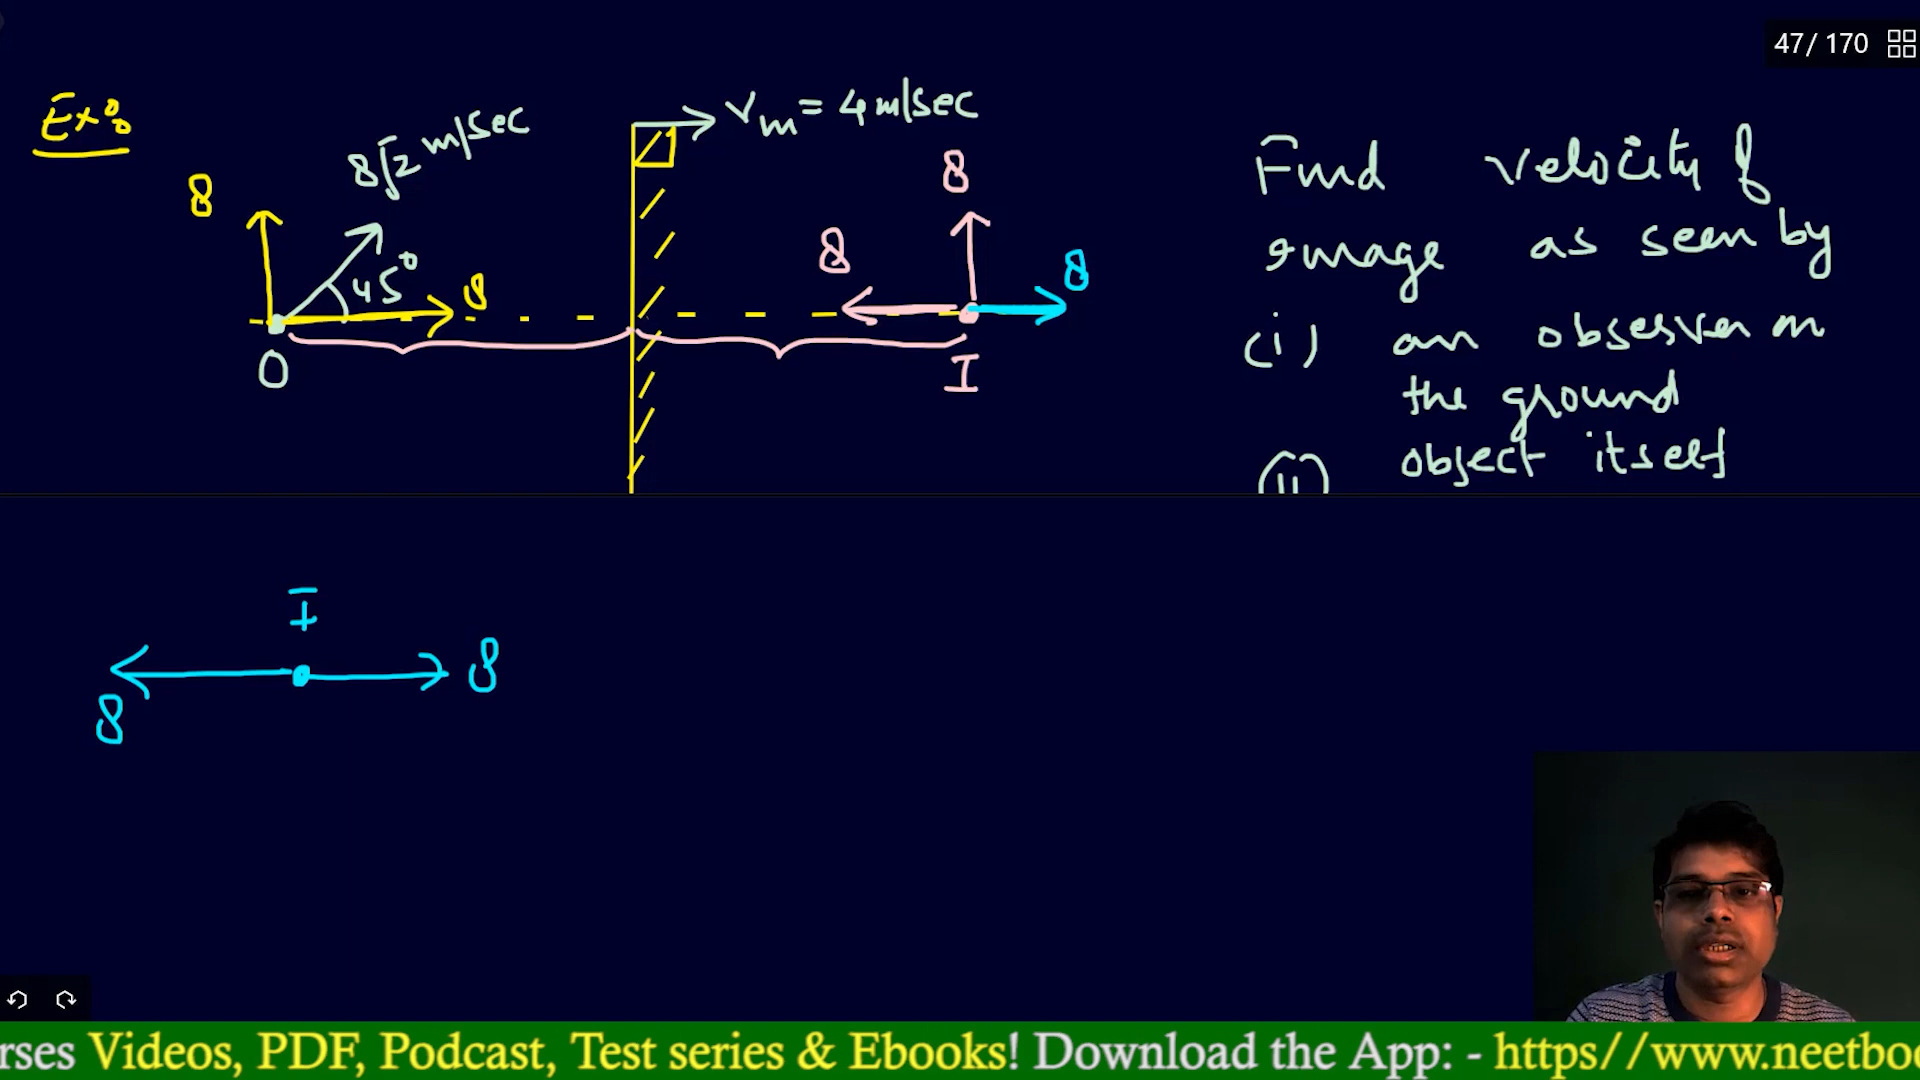 47/ 170
Ex:
8√2 m/sec
Vm = 4 m/sec
8
8
45°
8
8
8
O
I
Find velocity of
image as seen by
(i) an observer on
the ground
(ii) object itself
I
8
8
rses Videos, PDF, Podcast, Test series & Ebooks! Download the App: - https//www.neetboo